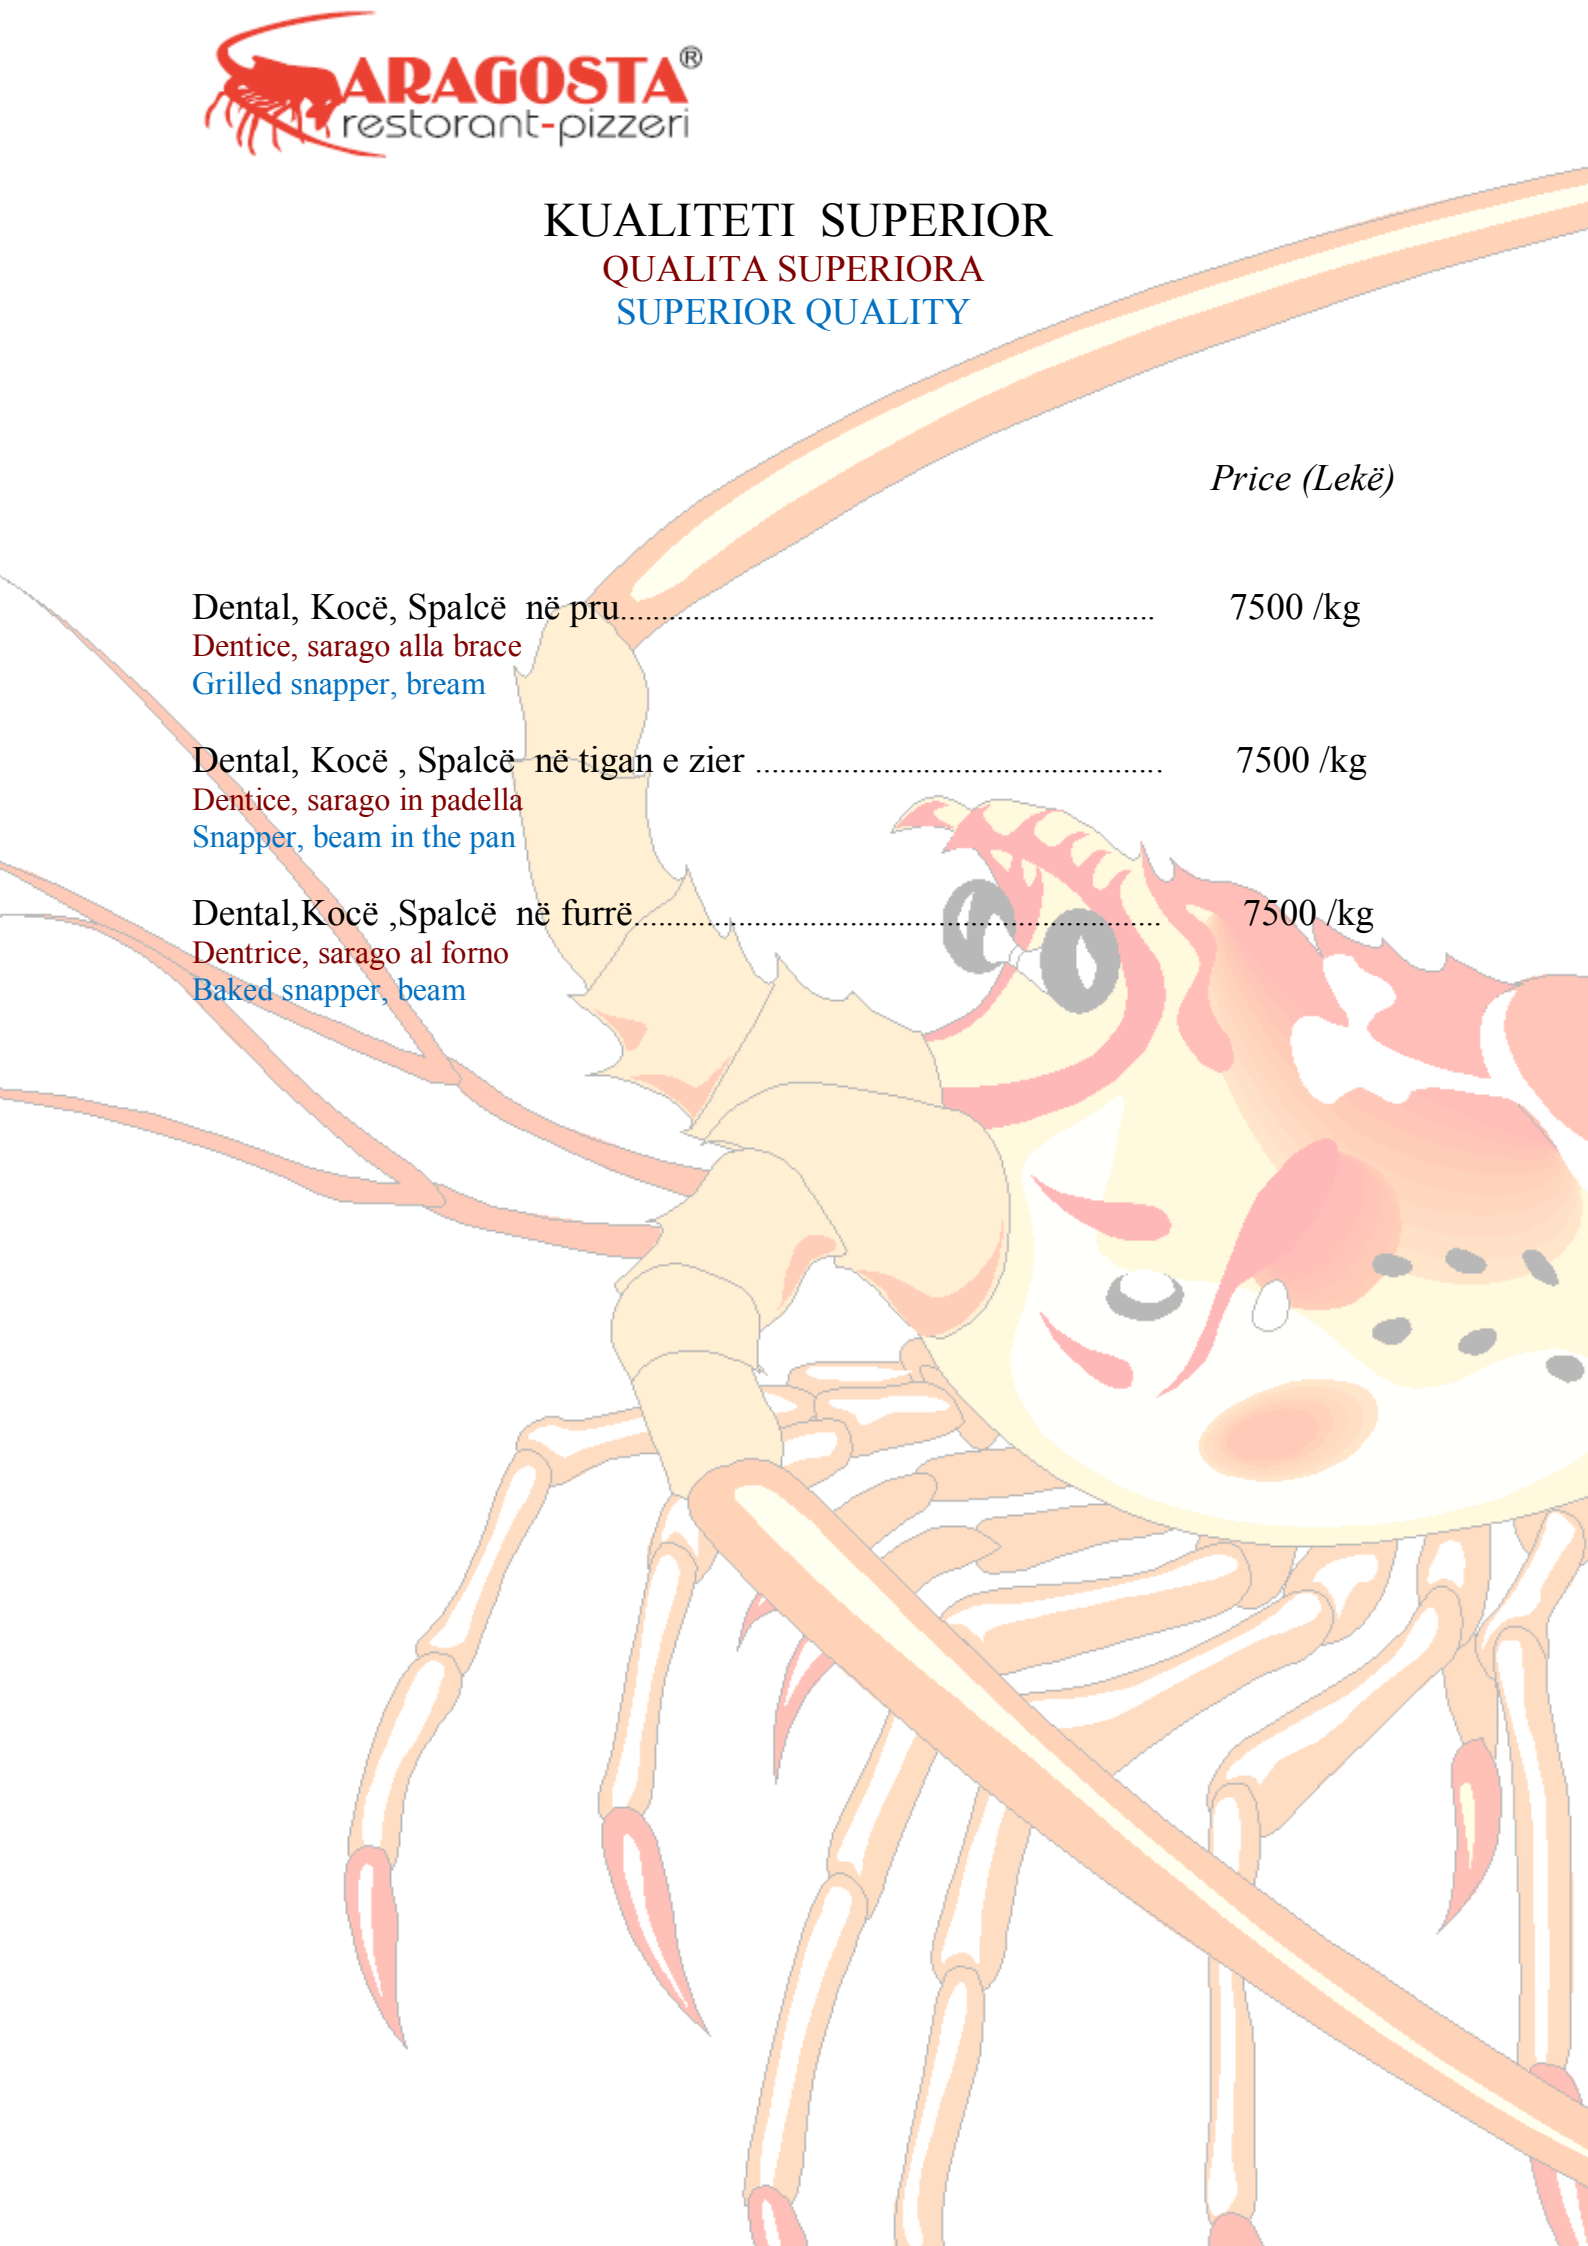 ARAGOSTA®
restorant-pizzeri
KUALITETI SUPERIOR
QUALITA SUPERIORA
SUPERIOR QUALITY
Price (Lekë)
Dental, Kocë, Spalcë në pru.................................................................. 7500 /kg
Dentice, sarago alla brace
Grilled snapper, bream
Dental, Kocë , Spalcë në tigan e zier .................................................. 7500 /kg
Dentice, sarago in padella
Snapper, beam in the pan
Dental,Kocë ,Spalcë në furrë................................................................. 7500 /kg
Dentrice, sarago al forno
Baked snapper, beam